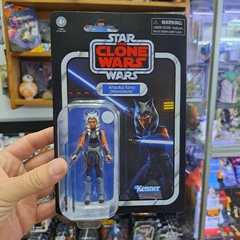 STAR
THE
CLONE
WARS
WARS
Ahsoka Tano
(Mandalore)
Kenner